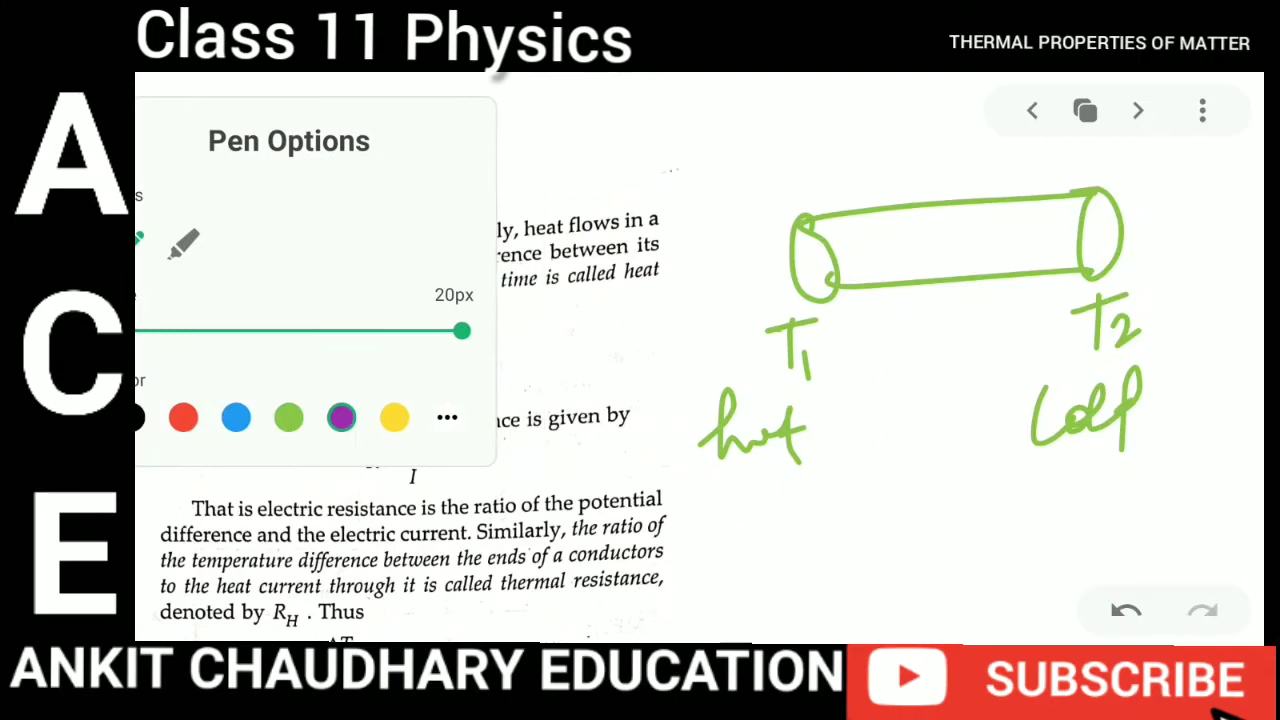 Class 11 Physics
THERMAL PROPERTIES OF MATTER
A
C
E
Pen Options
s
20px
or
ly, heat flows in a
rence between its
time is called heat
nce is given by
I
That is electric resistance is the ratio of the potential
difference and the electric current. Similarly, the ratio of
the temperature difference between the ends of a conductors
to the heat current through it is called thermal resistance,
denoted by R_H . Thus
ΔT
T1
T2
hot
Cold
ANKIT CHAUDHARY EDUCATION
SUBSCRIBE